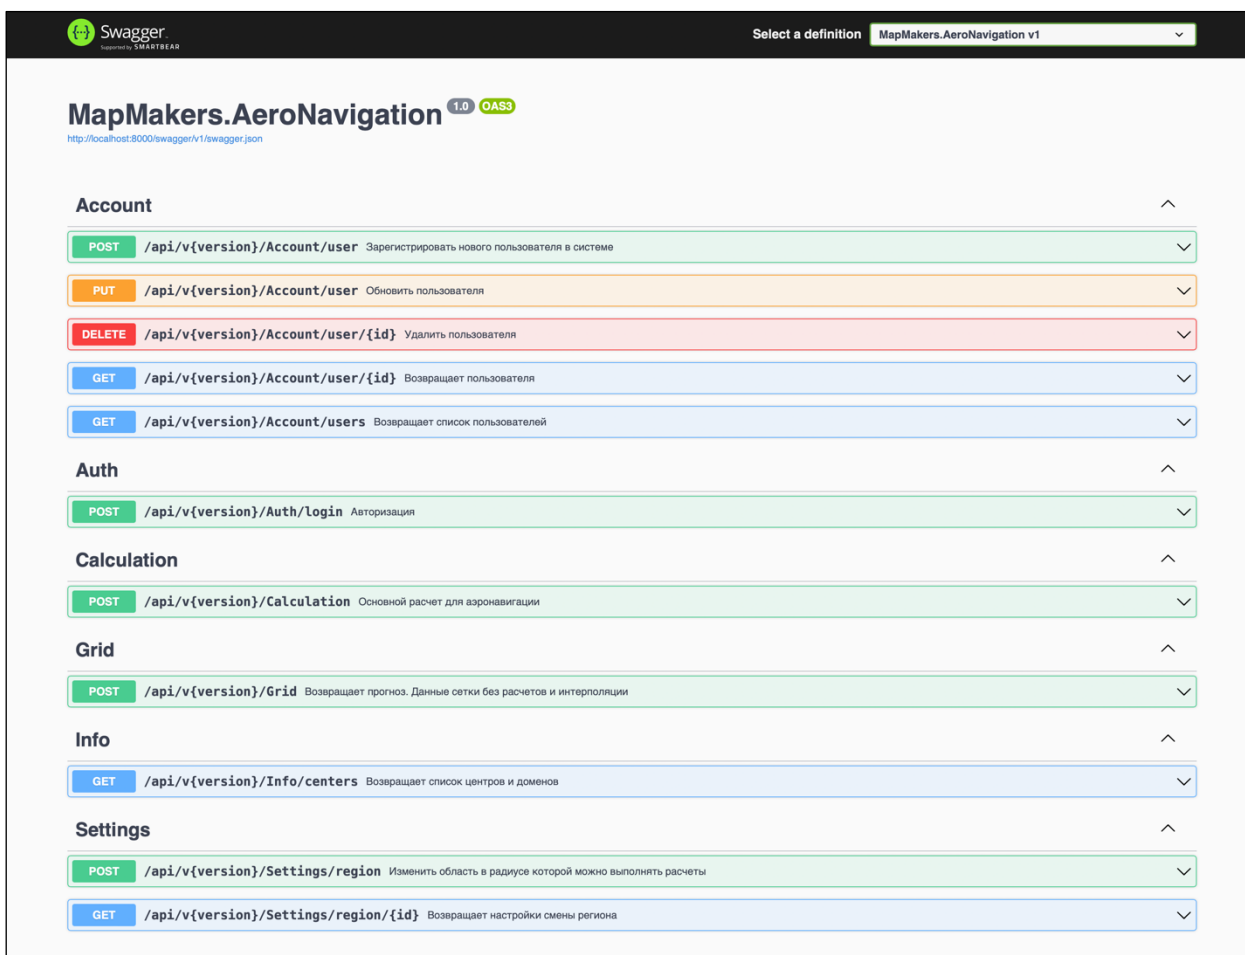 Swagger.
Supported by SMARTBEAR
Select a definition
MapMakers.AeroNavigation v1
MapMakers.AeroNavigation 1.0 OAS3
http://localhost:8000/swagger/v1/swagger.json
Account
POST /api/v{version}/Account/user Зарегистрировать нового пользователя в системе
PUT /api/v{version}/Account/user Обновить пользователя
DELETE /api/v{version}/Account/user/{id} Удалить пользователя
GET /api/v{version}/Account/user/{id} Возвращает пользователя
GET /api/v{version}/Account/users Возвращает список пользователей
Auth
POST /api/v{version}/Auth/login Авторизация
Calculation
POST /api/v{version}/Calculation Основной расчет для аэронавигации
Grid
POST /api/v{version}/Grid Возвращает прогноз. Данные сетки без расчетов и интерполяции
Info
GET /api/v{version}/Info/centers Возвращает список центров и доменов
Settings
POST /api/v{version}/Settings/region Изменить область в радиусе которой можно выполнять расчеты
GET /api/v{version}/Settings/region/{id} Возвращает настройки смены региона